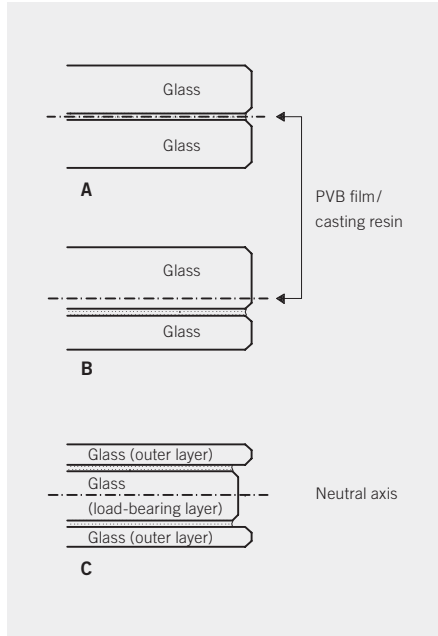 Glass
Glass
A
PVB film/
casting resin
Glass
Glass
B
Glass (outer layer)
Glass
(load-bearing layer)
Glass (outer layer)
Neutral axis
C